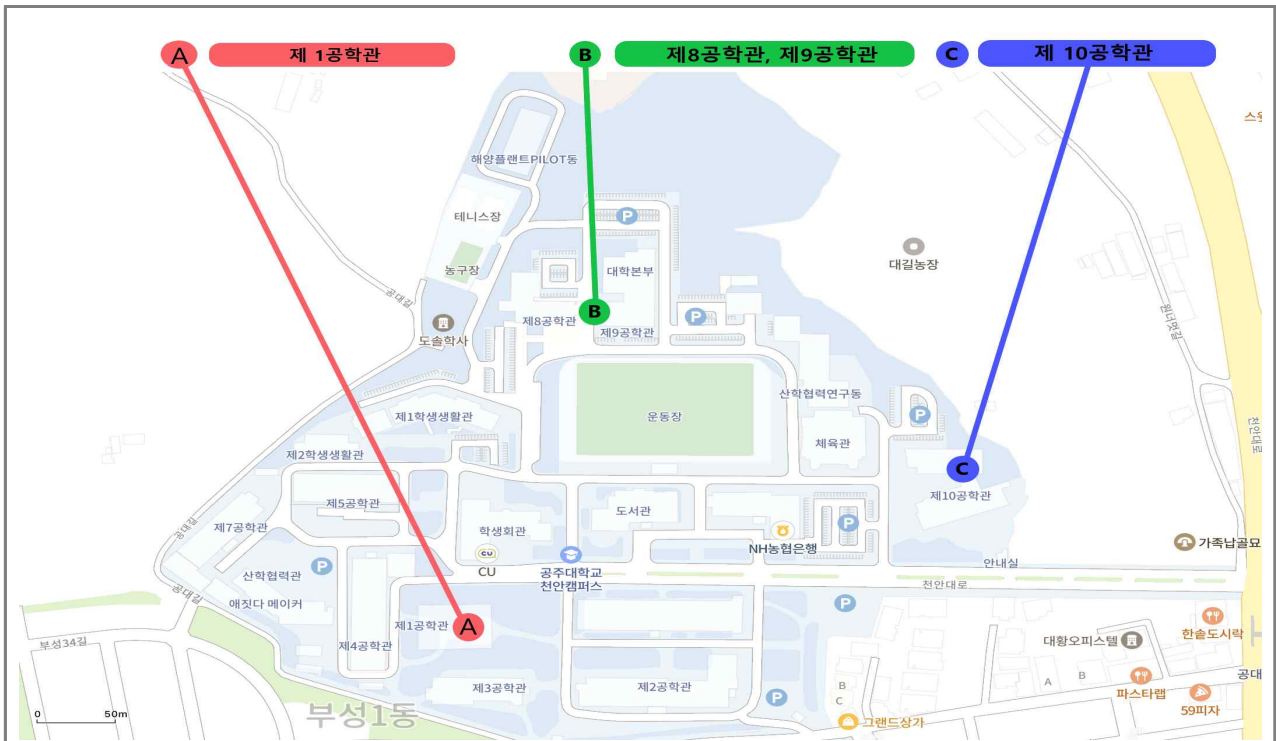 A 제 1공학관 B 제8공학관, 제9공학관 C 제 10공학관
스윗
해양플랜트PILOT동
P
테니스장
대길농장
농구장
대학본부
공대길
원너멋길
B
제8공학관
제9공학관
P
도솔학사
산학협력연구동
제1학생생활관
운동장
P
체육관
천안대로
제2학생생활관
C
제10공학관
제5공학관
도서관
제7공학관
학생회관
P
공대길
NH농협은행
CU
CU
가족납골묘
산학협력관
P
공주대학교
천안캠퍼스
안내실
천안대로
공대길
애짓다 메이커
P
제1공학관
A
한솥도시락
대황오피스텔
부성34길
제4공학관
공대
제3공학관
제2공학관
B
A
B
파스타랩
C
P
59피자
0 50m
부성1동
그랜드상가